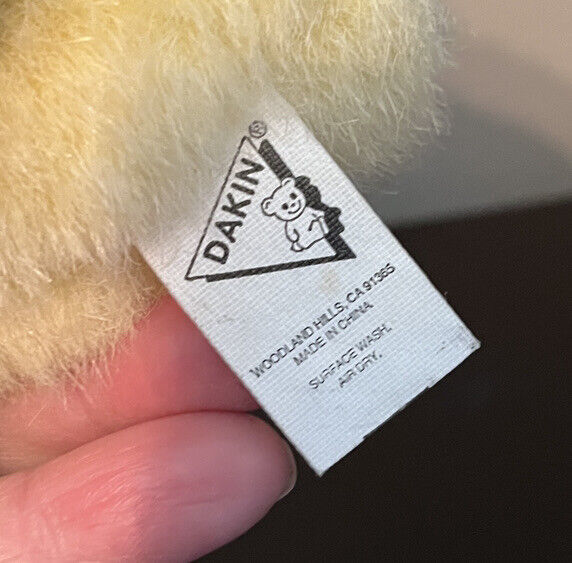 DAKIN®
WOODLAND HILLS, CA 91365
MADE IN CHINA
SURFACE WASH.
AIR DRY.